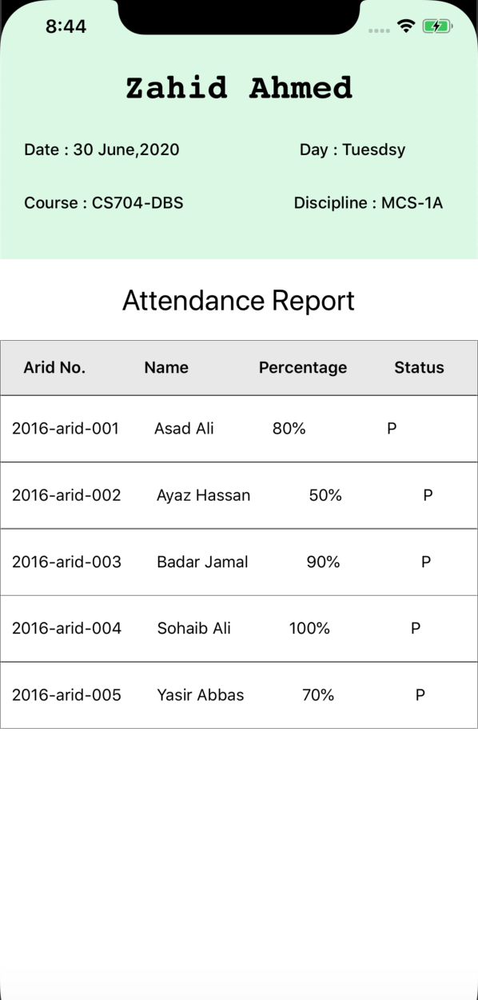 8:44
Zahid Ahmed
Date : 30 June,2020 Day : Tuesdsy
Course : CS704-DBS Discipline : MCS-1A
Attendance Report
Arid No. Name Percentage Status
2016-arid-001 Asad Ali 80% P
2016-arid-002 Ayaz Hassan 50% P
2016-arid-003 Badar Jamal 90% P
2016-arid-004 Sohaib Ali 100% P
2016-arid-005 Yasir Abbas 70% P